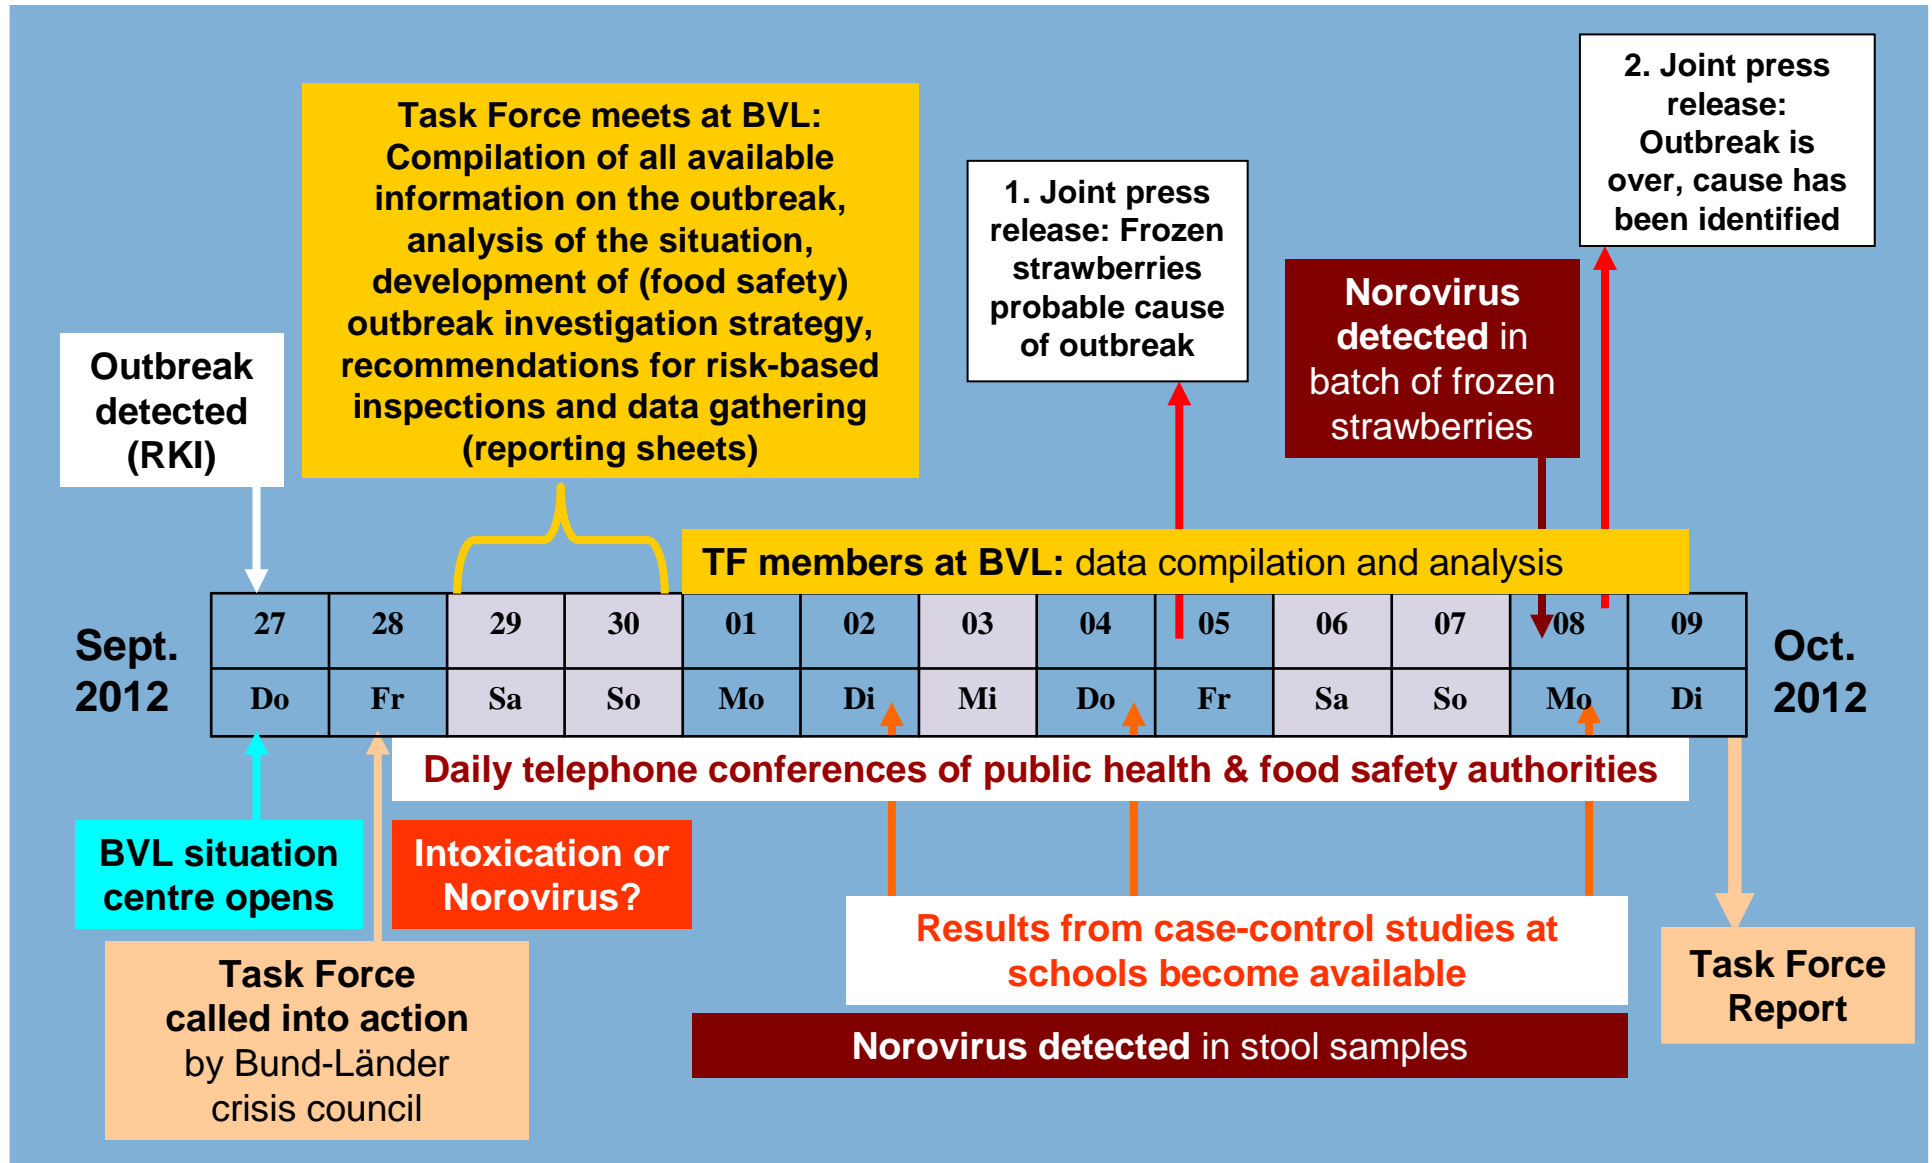 2. Joint press
release:
Outbreak is
over, cause has
been identified
Task Force meets at BVL:
Compilation of all available
information on the outbreak,
analysis of the situation,
development of (food safety)
outbreak investigation strategy,
recommendations for risk-based
inspections and data gathering
(reporting sheets)
1. Joint press
release: Frozen
strawberries
probable cause
of outbreak
Norovirus
detected in
batch of frozen
strawberries
Outbreak
detected
(RKI)
TF members at BVL: data compilation and analysis
Sept.
2012
27 28 29 30 01 02 03 04 05 06 07 08 09
Do Fr Sa So Mo Di Mi Do Fr Sa So Mo Di
Oct.
2012
Daily telephone conferences of public health & food safety authorities
BVL situation
centre opens
Intoxication or
Norovirus?
Results from case-control studies at
schools become available
Task Force
called into action
by Bund-Länder
crisis council
Norovirus detected in stool samples
Task Force
Report